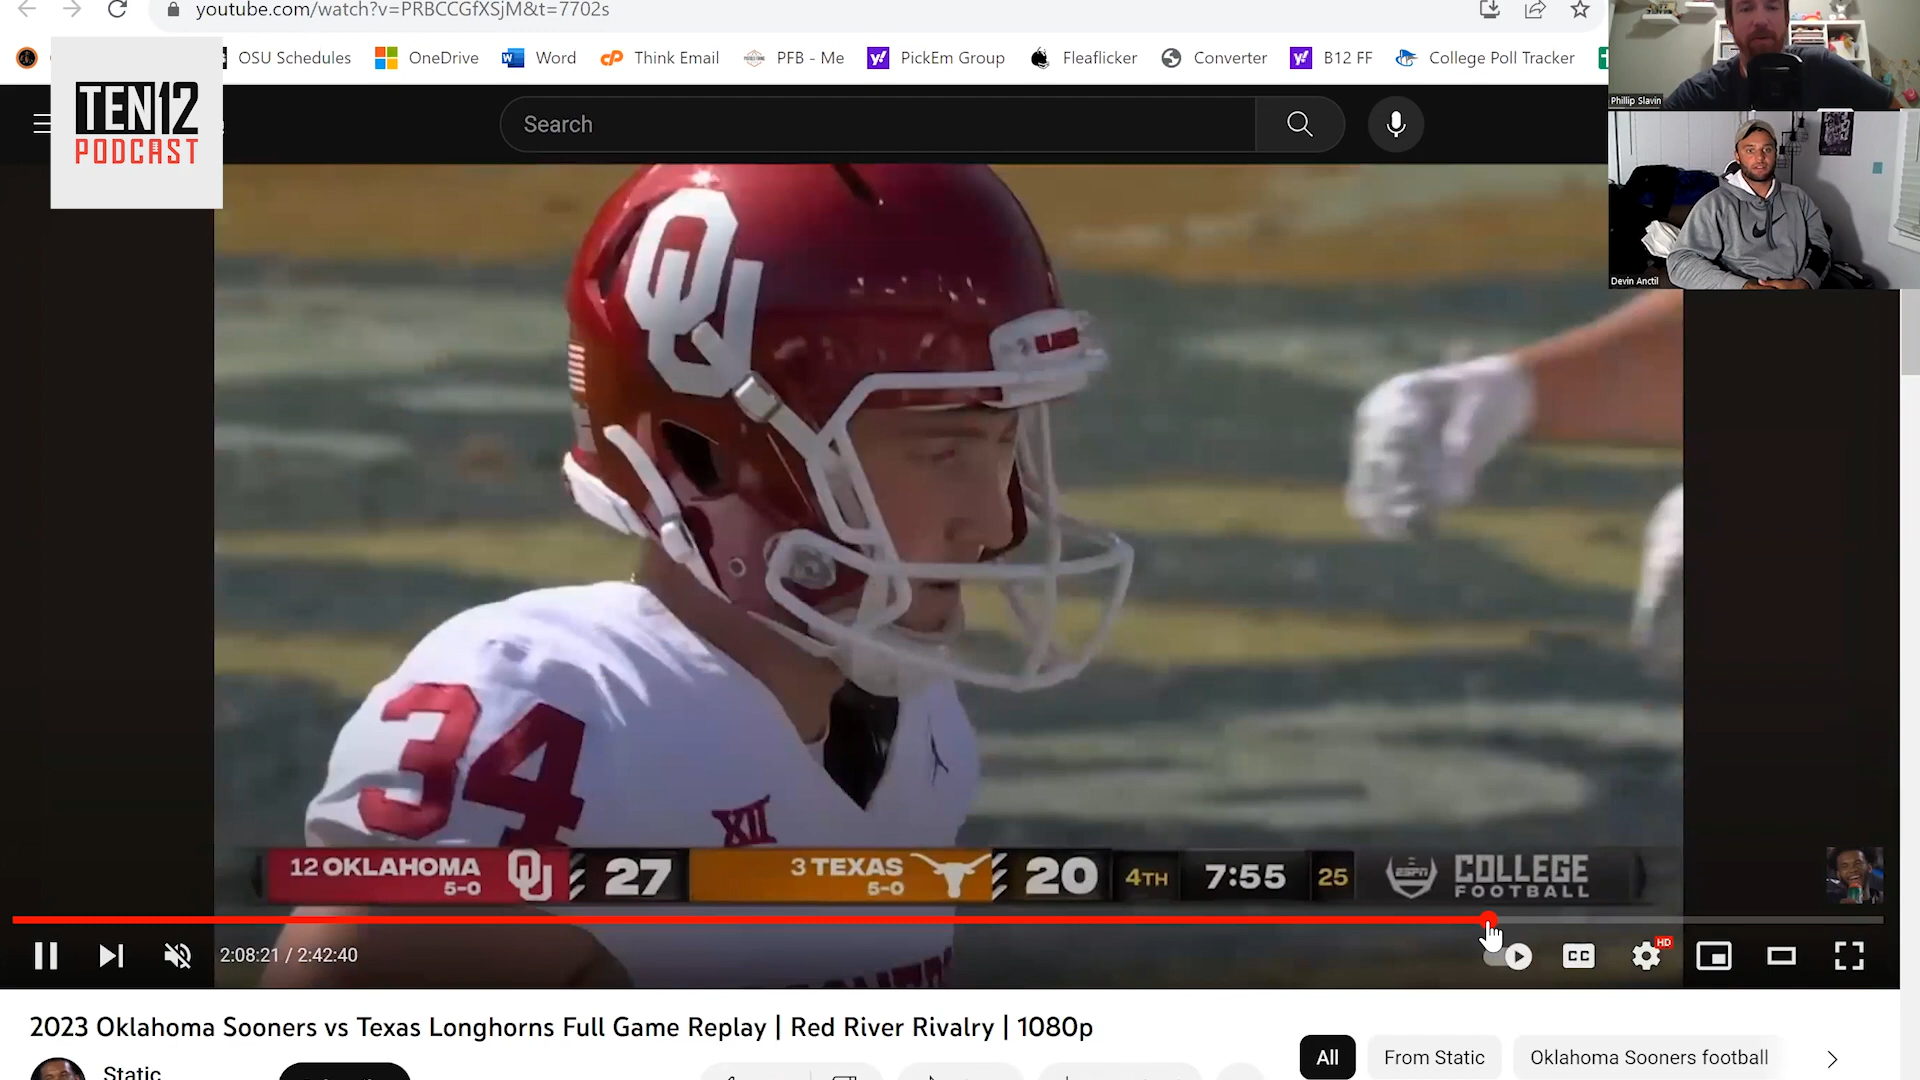 youtube.com/watch?v=PRBCCGfXSjM&t=7702s
OSU Schedules
OneDrive
Word
Think Email
PFB - Me
PickEm Group
Fleaflicker
Converter
B12 FF
College Poll Tracker
TEN12
PODCAST
Search
Phillip Slavin
Devin Anctil
OU
34
XII
12 OKLAHOMA
5-0
OU
27
3 TEXAS
5-0
20
4TH
7:55
25
ESPN
COLLEGE
FOOTBALL
2:08:21 / 2:42:40
CC
HD
2023 Oklahoma Sooners vs Texas Longhorns Full Game Replay | Red River Rivalry | 1080p
Static
All
From Static
Oklahoma Sooners football